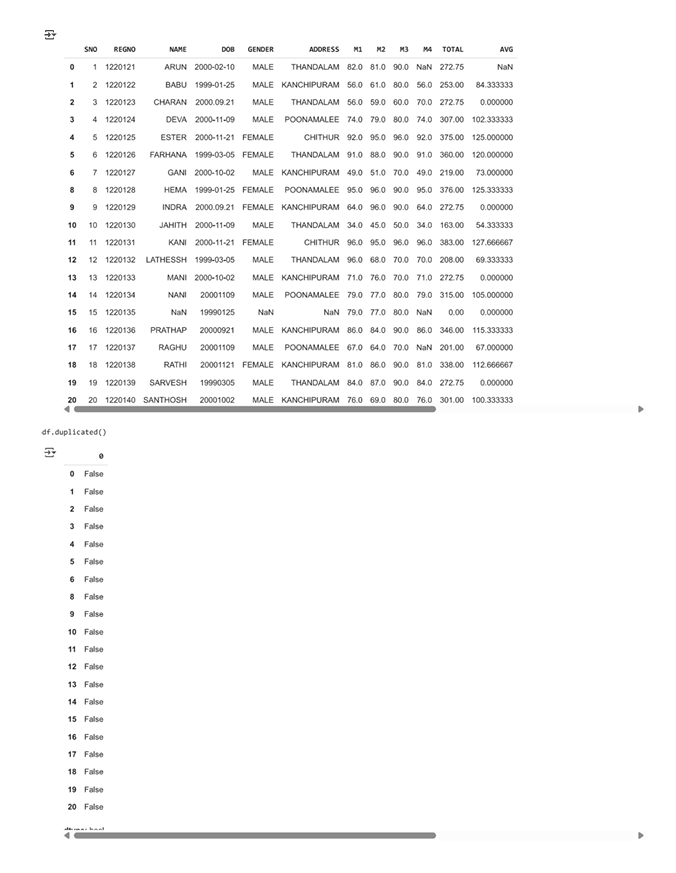 SNO REGNO NAME DOB GENDER ADDRESS M1 M2 M3 M4 TOTAL AVG
0 1 1220121 ARUN 2000-02-10 MALE THANDALAM 82.0 81.0 90.0 NaN 272.75 NaN
1 2 1220122 BABU 1999-01-25 MALE KANCHIPURAM 56.0 61.0 80.0 56.0 253.00 84.333333
2 3 1220123 CHARAN 2000.09.21 MALE THANDALAM 56.0 59.0 60.0 70.0 272.75 0.000000
3 4 1220124 DEVA 2000-11-09 MALE POONAMALEE 74.0 79.0 80.0 74.0 307.00 102.333333
4 5 1220125 ESTER 2000-11-21 FEMALE CHITHUR 92.0 95.0 96.0 92.0 375.00 125.000000
5 6 1220126 FARHANA 1999-03-05 FEMALE THANDALAM 91.0 88.0 90.0 91.0 360.00 120.000000
6 7 1220127 GANI 2000-10-02 MALE KANCHIPURAM 49.0 51.0 70.0 49.0 219.00 73.000000
8 8 1220128 HEMA 1999-01-25 FEMALE POONAMALEE 95.0 96.0 90.0 95.0 376.00 125.333333
9 9 1220129 INDRA 2000.09.21 FEMALE KANCHIPURAM 64.0 96.0 90.0 64.0 272.75 0.000000
10 10 1220130 JAHITH 2000-11-09 MALE THANDALAM 34.0 45.0 50.0 34.0 163.00 54.333333
11 11 1220131 KANI 2000-11-21 FEMALE CHITHUR 96.0 95.0 96.0 96.0 383.00 127.666667
12 12 1220132 LATHESSH 1999-03-05 MALE THANDALAM 96.0 68.0 70.0 70.0 208.00 69.333333
13 13 1220133 MANI 2000-10-02 MALE KANCHIPURAM 71.0 76.0 70.0 71.0 272.75 0.000000
14 14 1220134 NANI 20001109 MALE POONAMALEE 79.0 77.0 80.0 79.0 315.00 105.000000
15 15 1220135 NaN 19990125 NaN NaN 79.0 77.0 80.0 NaN 0.00 0.000000
16 16 1220136 PRATHAP 20000921 MALE KANCHIPURAM 86.0 84.0 90.0 86.0 346.00 115.333333
17 17 1220137 RAGHU 20001109 MALE POONAMALEE 67.0 64.0 70.0 NaN 201.00 67.000000
18 18 1220138 RATHI 20001121 FEMALE KANCHIPURAM 81.0 86.0 90.0 81.0 338.00 112.666667
19 19 1220139 SARVESH 19990305 MALE THANDALAM 84.0 87.0 90.0 84.0 272.75 0.000000
20 20 1220140 SANTHOSH 20001002 MALE KANCHIPURAM 76.0 69.0 80.0 76.0 301.00 100.333333
df.duplicated()
0
0 False
1 False
2 False
3 False
4 False
5 False
6 False
8 False
9 False
10 False
11 False
12 False
13 False
14 False
15 False
16 False
17 False
18 False
19 False
20 False